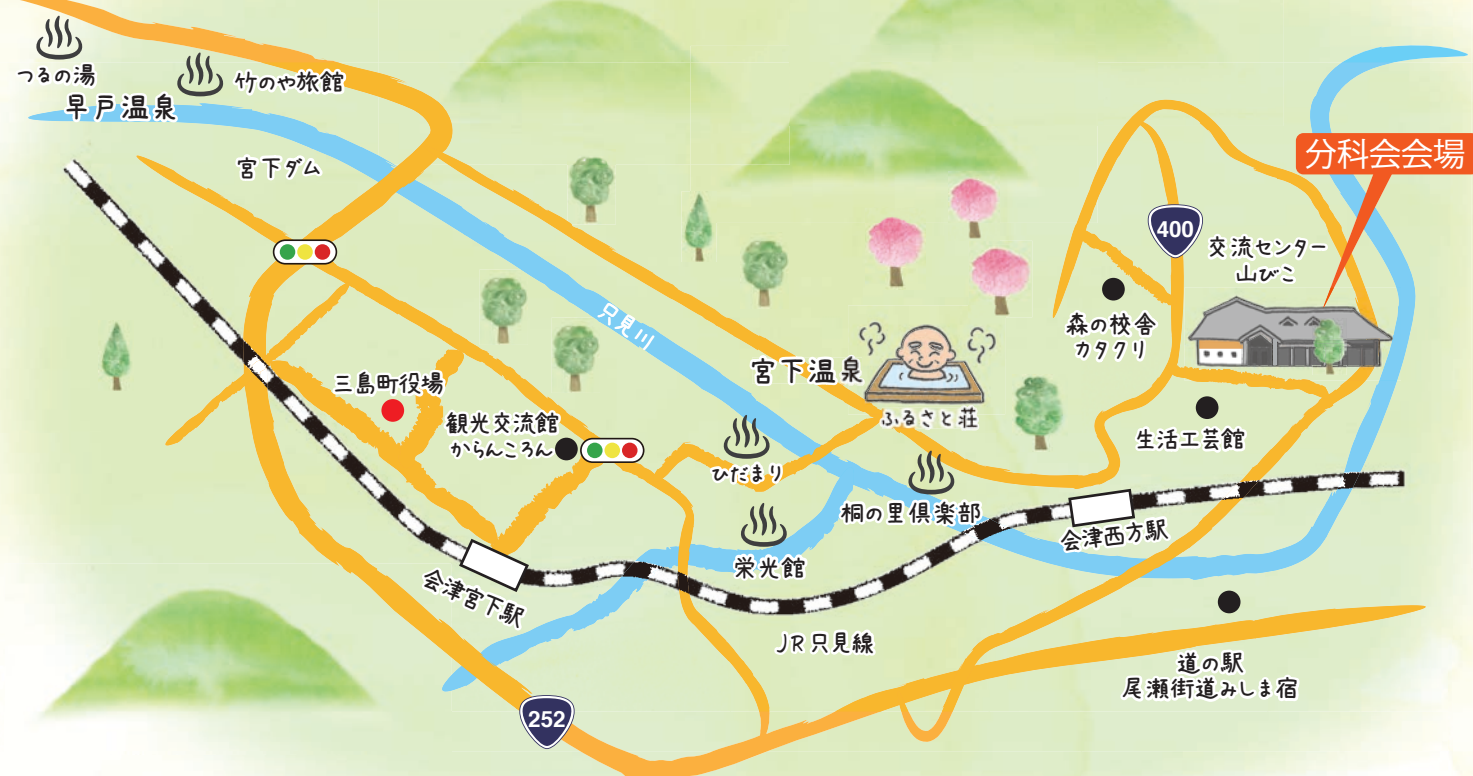 つるの湯
早戸温泉
竹のや旅館
宮下ダム
分科会会場
400
交流センター
山びこ
森の校舎
カタクリ
只見川
宮下温泉
ふるさと荘
三島町役場
観光交流館
からんころん
生活工芸館
ひだまり
桐の里倶楽部
会津西方駅
栄光館
会津宮下駅
JR只見線
道の駅
尾瀬街道みしま宿
252